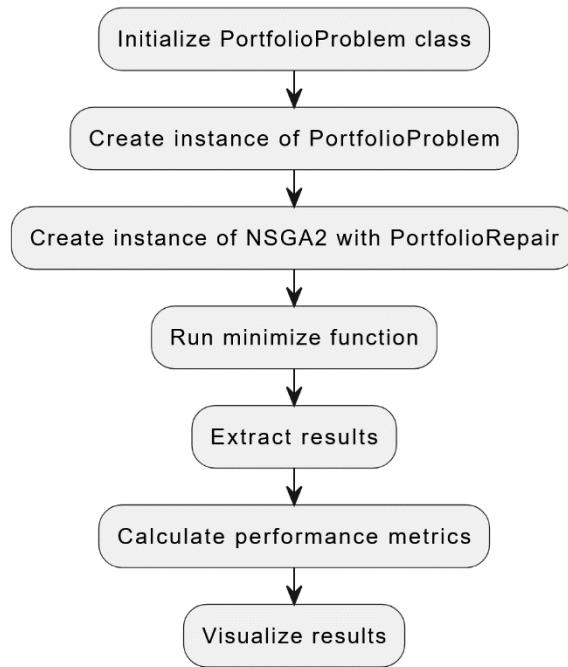 Initialize PortfolioProblem class
Create instance of PortfolioProblem
Create instance of NSGA2 with PortfolioRepair
Run minimize function
Extract results
Calculate performance metrics
Visualize results